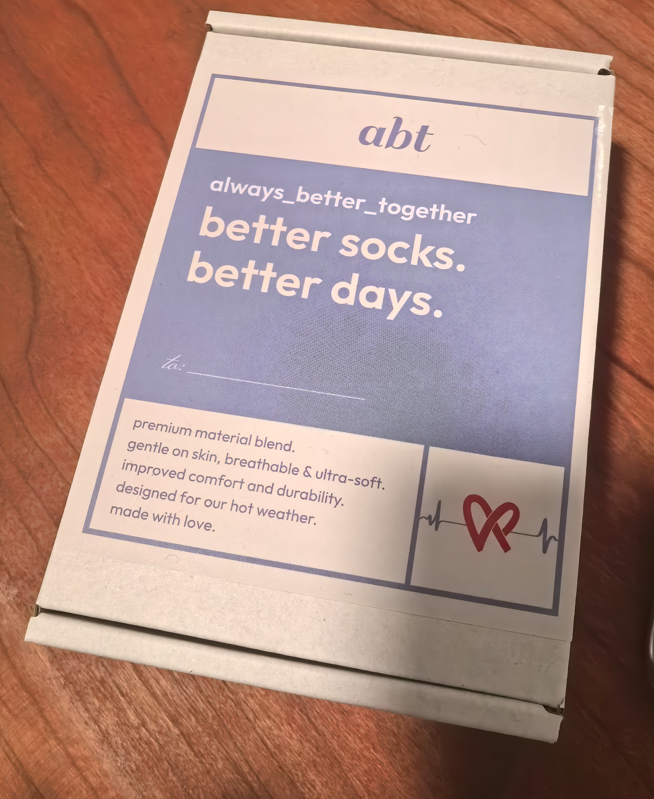 abt
always_better_together
better socks.
better days.
to:
premium material blend.
gentle on skin, breathable & ultra-soft.
improved comfort and durability.
designed for our hot weather.
made with love.